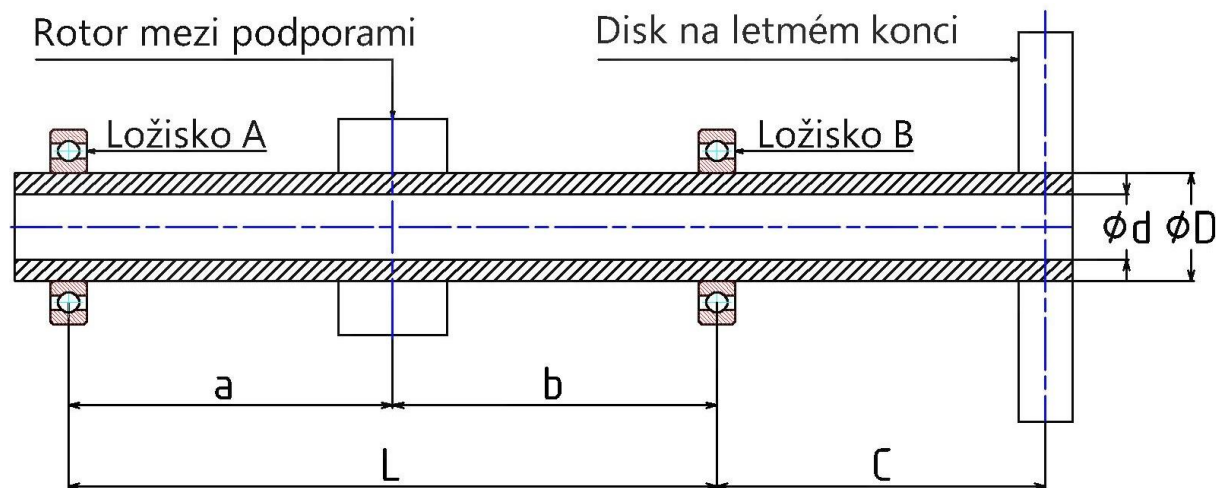 Rotor mezi podporami
Disk na letmém konci
Ložisko A
Ložisko B
ϕd ϕD
a
b
L
C